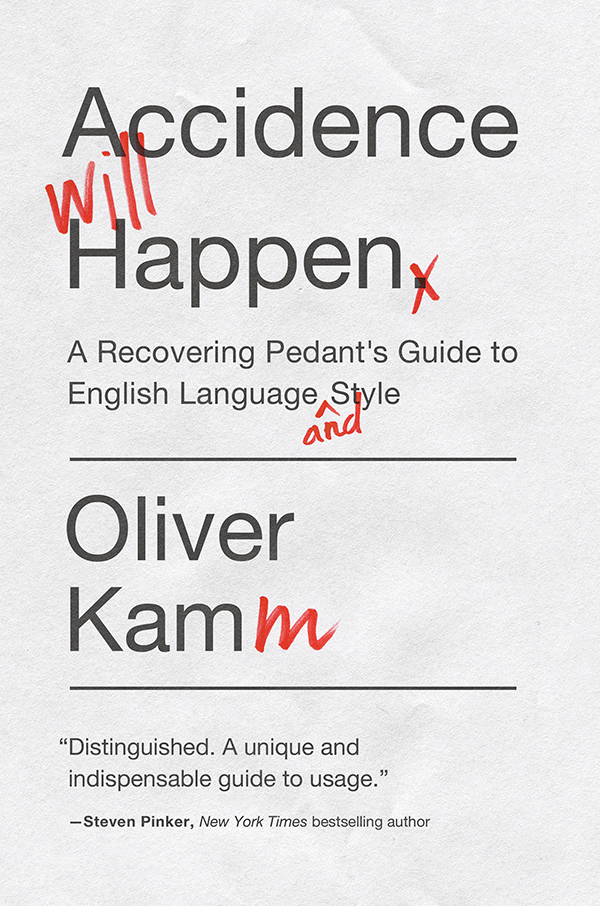 Accidence
will
Happen.x
A Recovering Pedant's Guide to
English Language ^ Style
and
Oliver
Kamm
“Distinguished. A unique and
indispensable guide to usage.”
—Steven Pinker, New York Times bestselling author